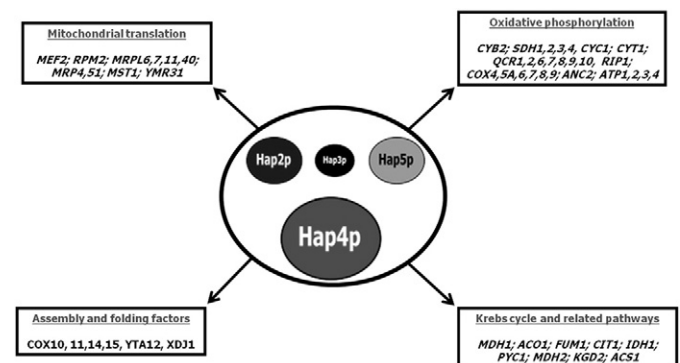 Mitochondrial translation
MEF2; RPM2; MRPL6,7,11,40;
MRP4,51; MST1; YMR31
Oxidative phosphorylation
CYB2; SDH1,2,3,4, CYC1; CYT1;
QCR1,2,6,7,8,9,10, RIP1;
COX4,5A,6,7,8,9; ANC2; ATP1,2,3,4
Hap2p
Hap3p
Hap5p
Hap4p
Assembly and folding factors
COX10, 11,14,15, YTA12, XDJ1
Krebs cycle and related pathways
MDH1; ACO1; FUM1; CIT1; IDH1;
PYC1; MDH2; KGD2; ACS1